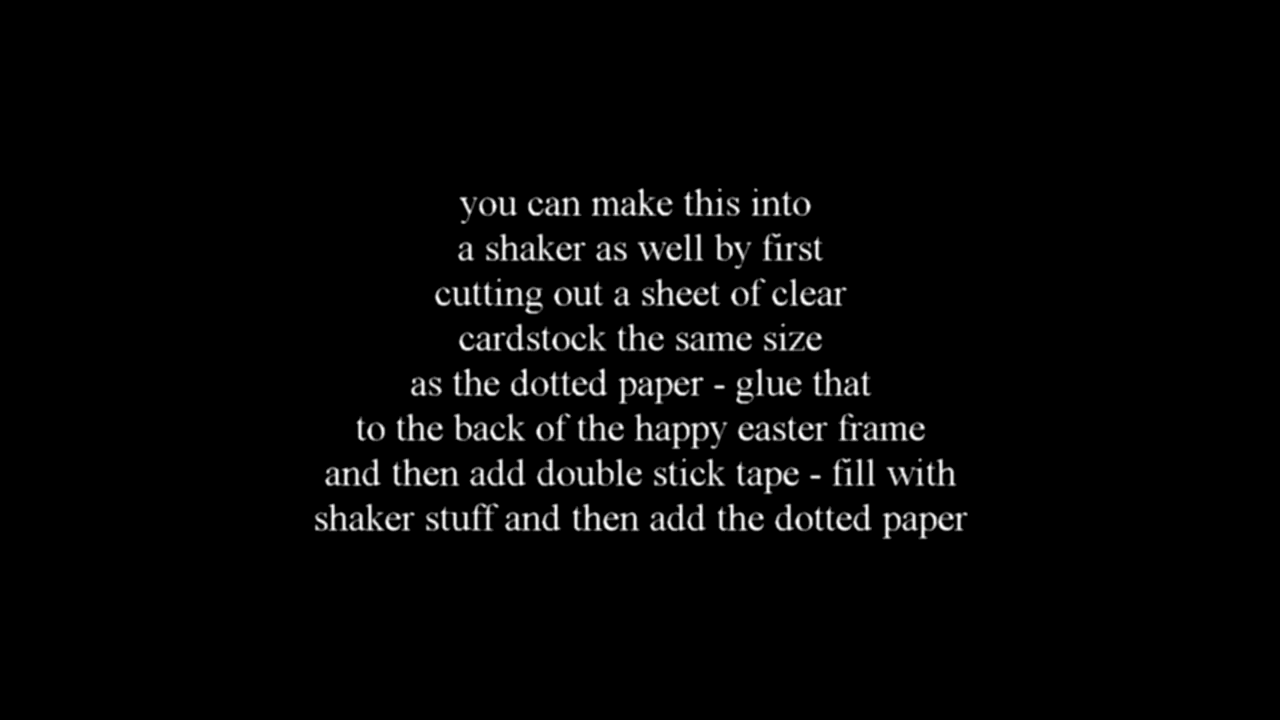 you can make this into
a shaker as well by first
cutting out a sheet of clear
cardstock the same size
as the dotted paper - glue that
to the back of the happy easter frame
and then add double stick tape - fill with
shaker stuff and then add the dotted paper